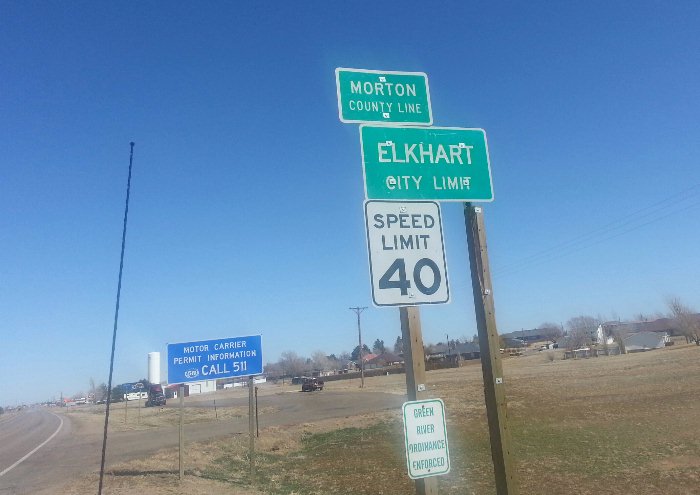 MORTON
COUNTY LINE
ELKHART
CITY LIMIT
SPEED
LIMIT
40
MOTOR CARRIER
PERMIT INFORMATION
CALL 511
GREEN
RIVER
ORDINANCE
ENFORCED